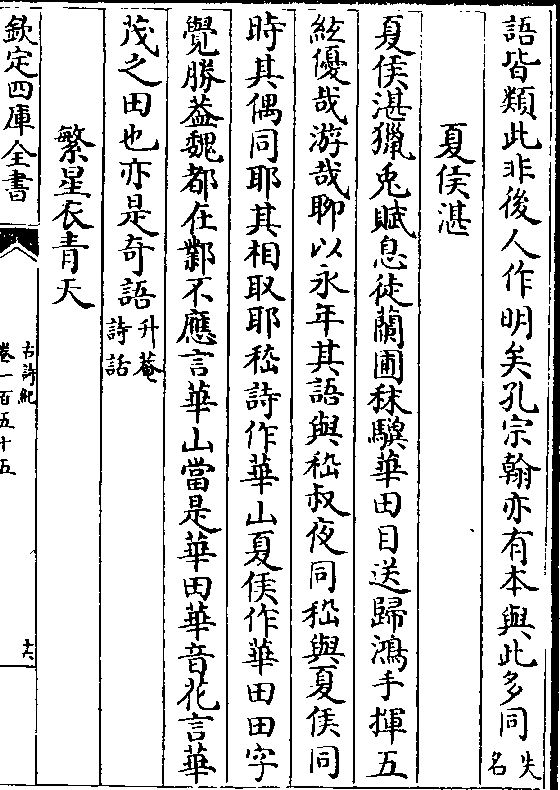 語皆類此非後人作明矣孔宗翰亦有本與此多同失名
夏侯湛
夏侯湛獵兎賦息徒蘭圃秣驥華田目送歸鴻手揮五
絃優哉游哉聊以永年其語與嵇叔夜同嵇與夏侯同
時其偶同耶其相取耶嵇詩作華山夏侯作華田田字
覺勝蓋魏都在鄴不應言華山當是華田華音花言華
茂之田也亦是奇語升菴詩話
繁星衣青天
欽定四庫全書
古詩紀
卷一百五十五
十六